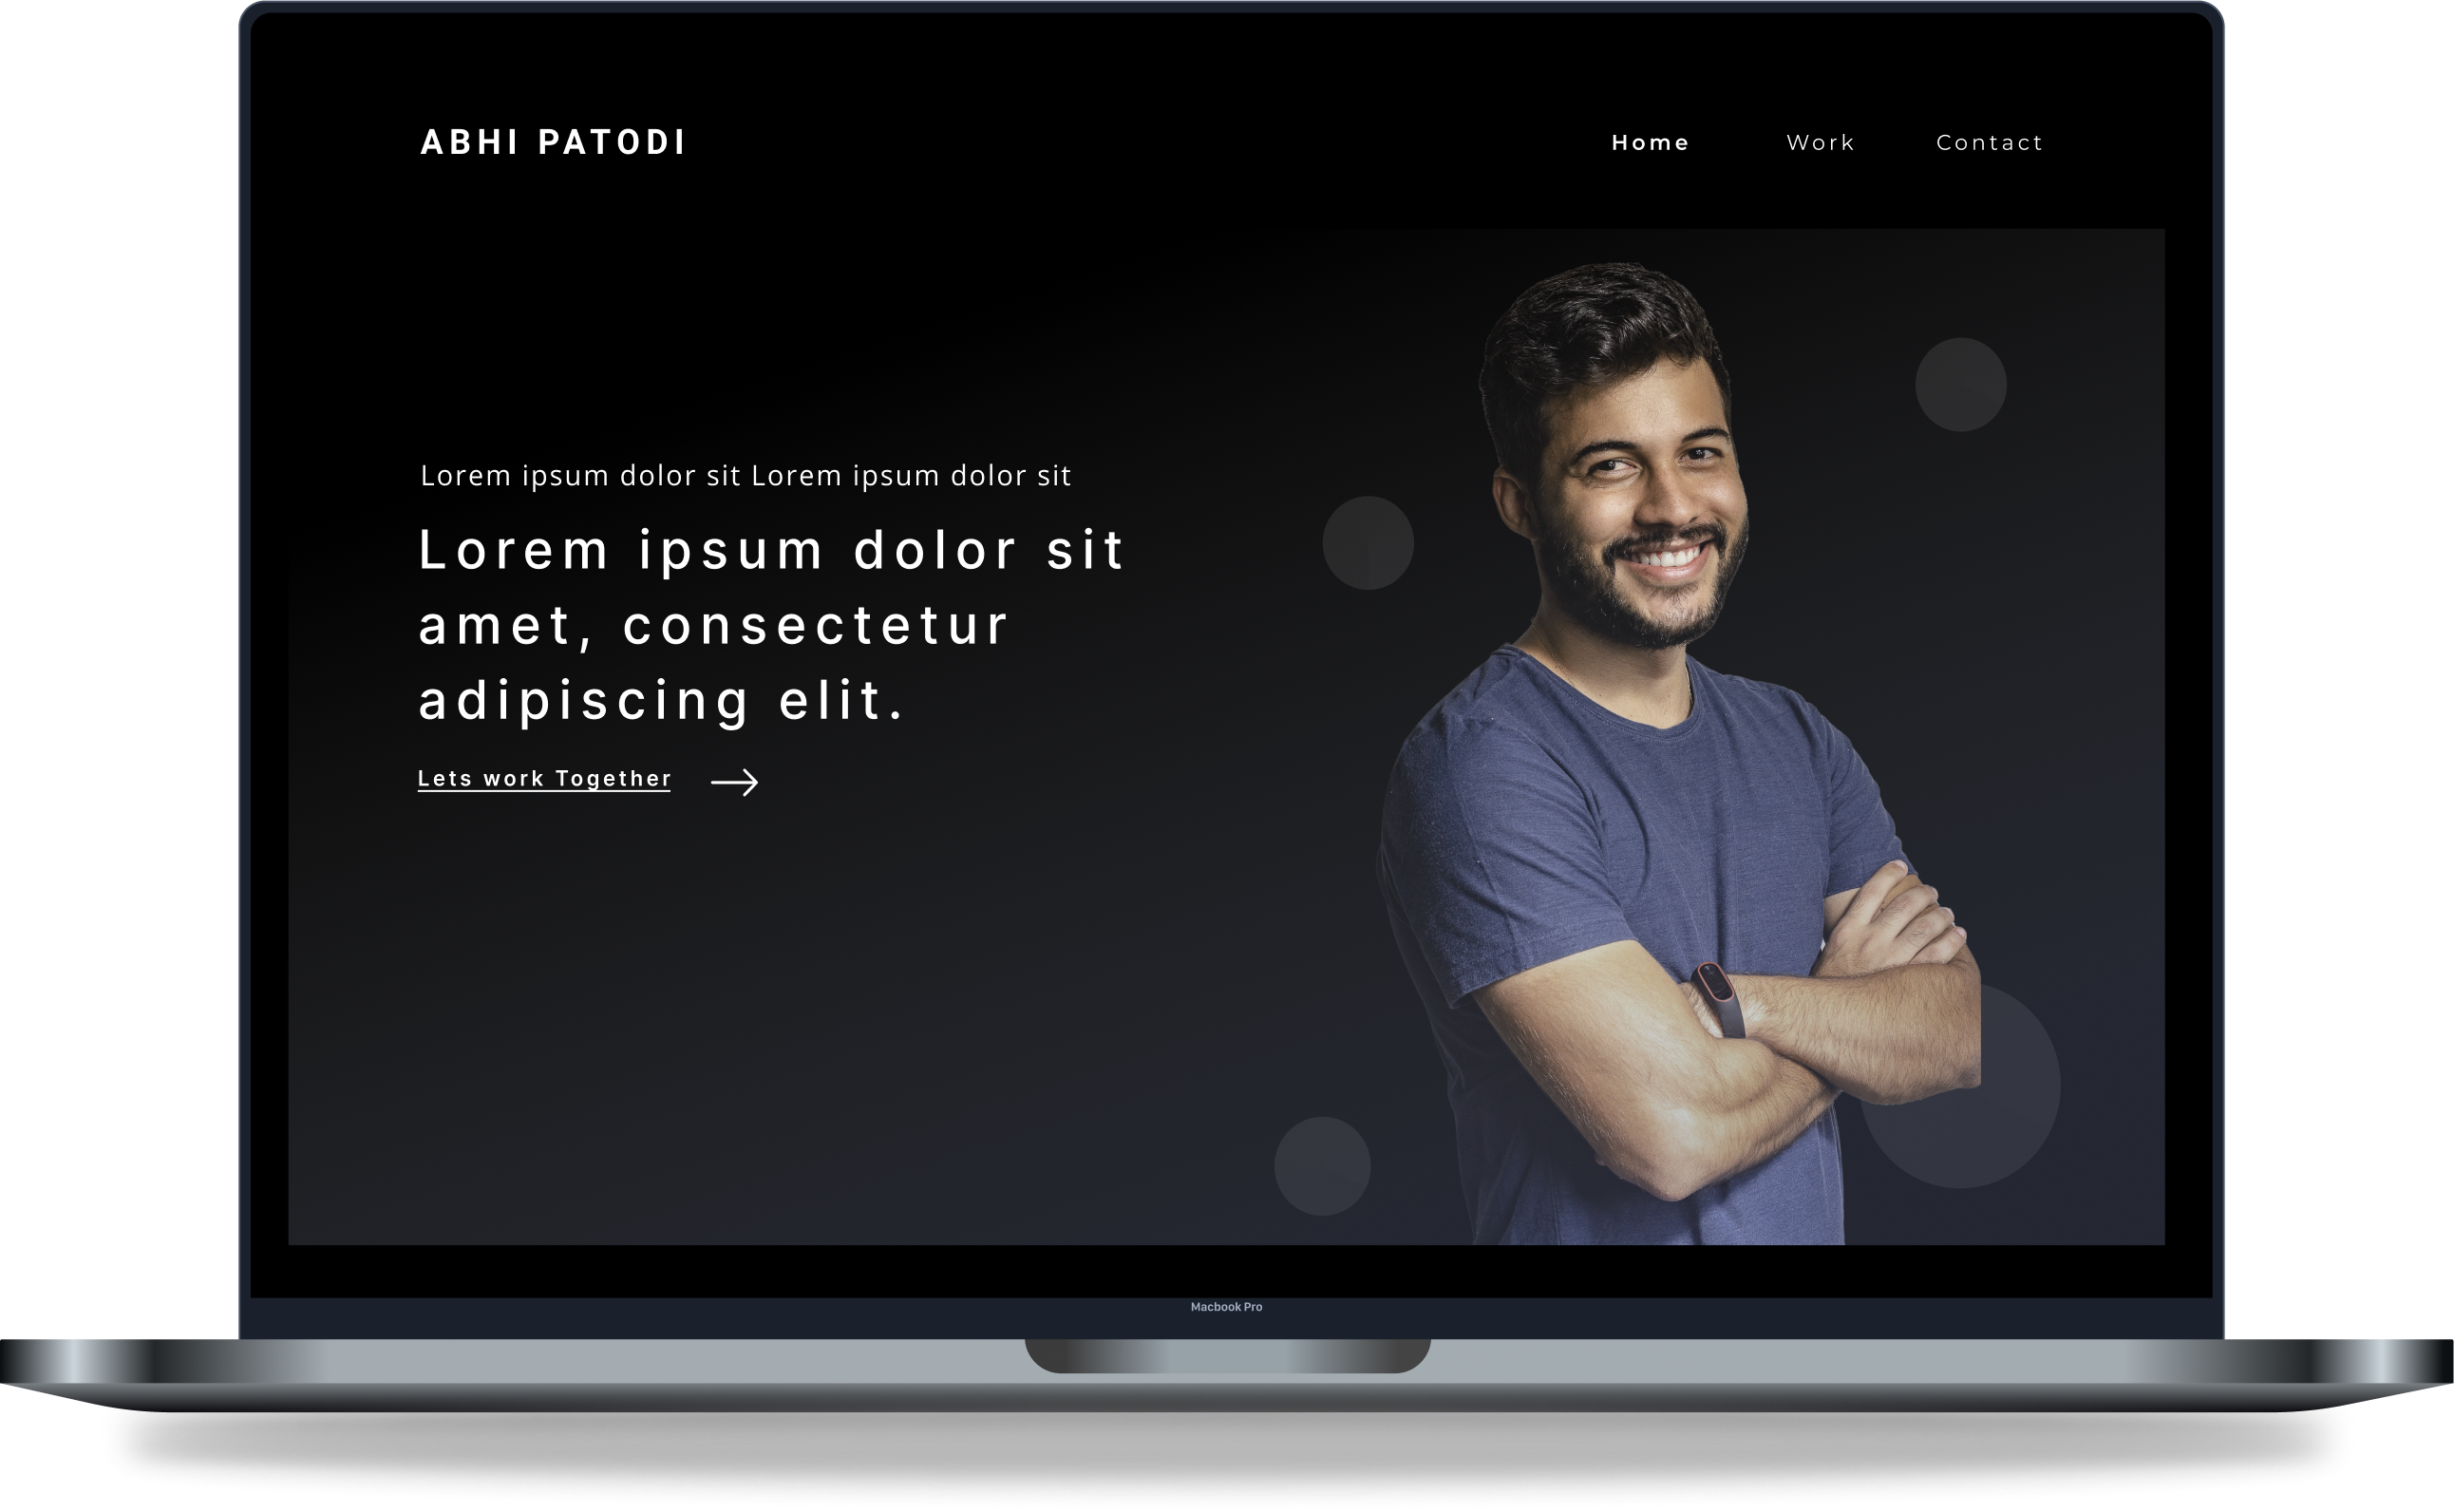 ABHI PATODI
Home Work Contact
Lorem ipsum dolor sit Lorem ipsum dolor sit
Lorem ipsum dolor sit
amet, consectetur
adipiscing elit.
Lets work Together
Macbook Pro